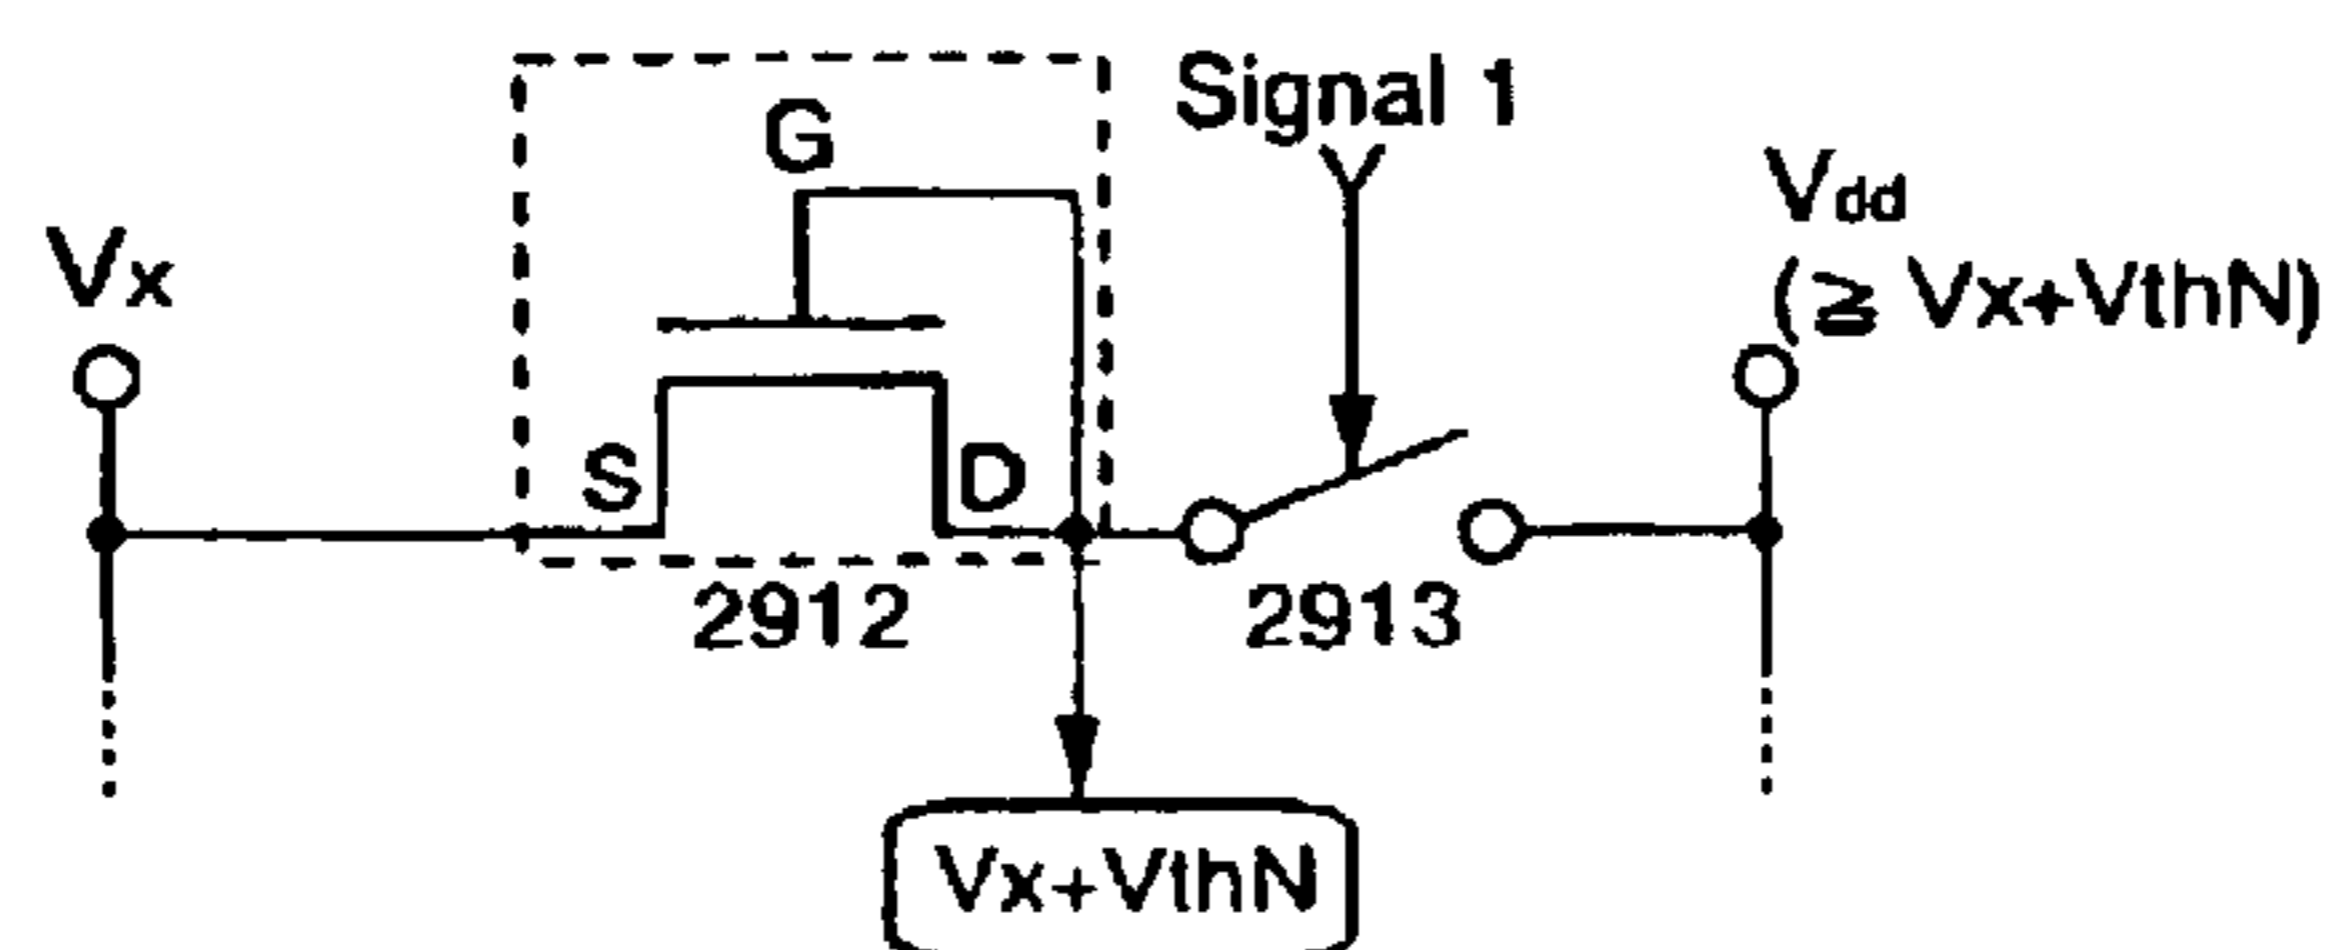 G
Signal 1
Vdd
Vx
(≧ Vx+VthN)
S
D
2912
2913
Vx+VthN